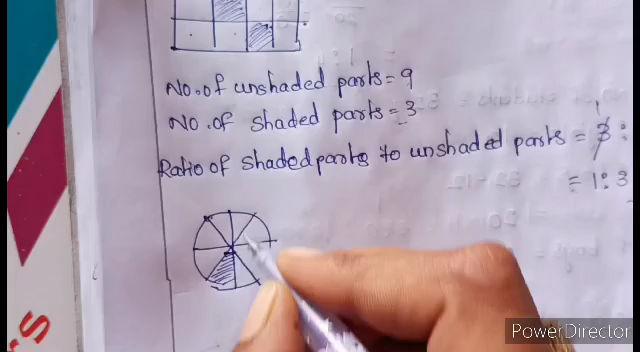 No. of unshaded parts = 9
No. of shaded parts = 3
1
Ratio of shaded parts to unshaded parts = 3 :
= 1 : 3
S
PowerDirector